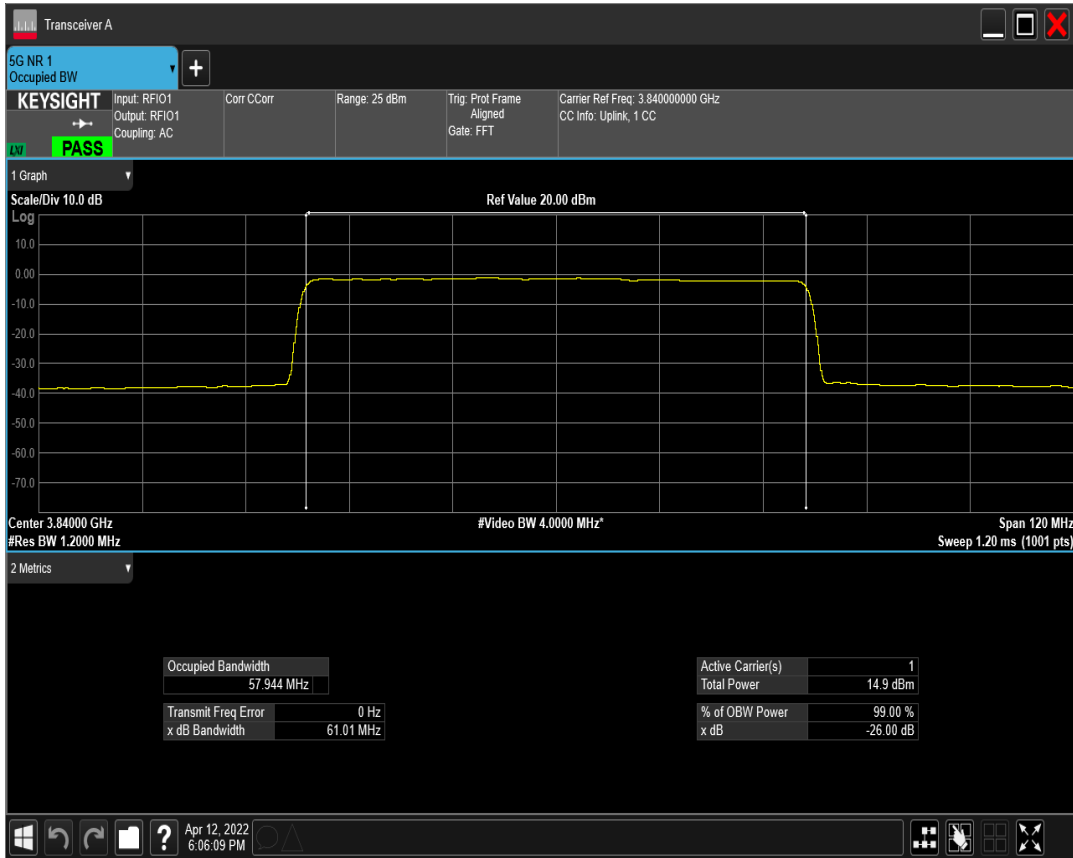 Transceiver A
5G NR 1
Occupied BW
+
KEYSIGHT
LXI
PASS
Input: RFIO1
Output: RFIO1
Coupling: AC
Corr CCorr
Range: 25 dBm
Trig: Prot Frame
Aligned
Gate: FFT
Carrier Ref Freq: 3.840000000 GHz
CC Info: Uplink, 1 CC
1 Graph
Scale/Div 10.0 dB
Ref Value 20.00 dBm
Log
10.0
0.00
-10.0
-20.0
-30.0
-40.0
-50.0
-60.0
-70.0
Center 3.84000 GHz
#Video BW 4.0000 MHz*
Span 120 MHz
#Res BW 1.2000 MHz
Sweep 1.20 ms (1001 pts)
2 Metrics
Occupied Bandwidth
57.944 MHz
Transmit Freq Error 0 Hz
x dB Bandwidth 61.01 MHz
Active Carrier(s) 1
Total Power 14.9 dBm
% of OBW Power 99.00 %
x dB -26.00 dB
?
Apr 12, 2022
6:06:09 PM